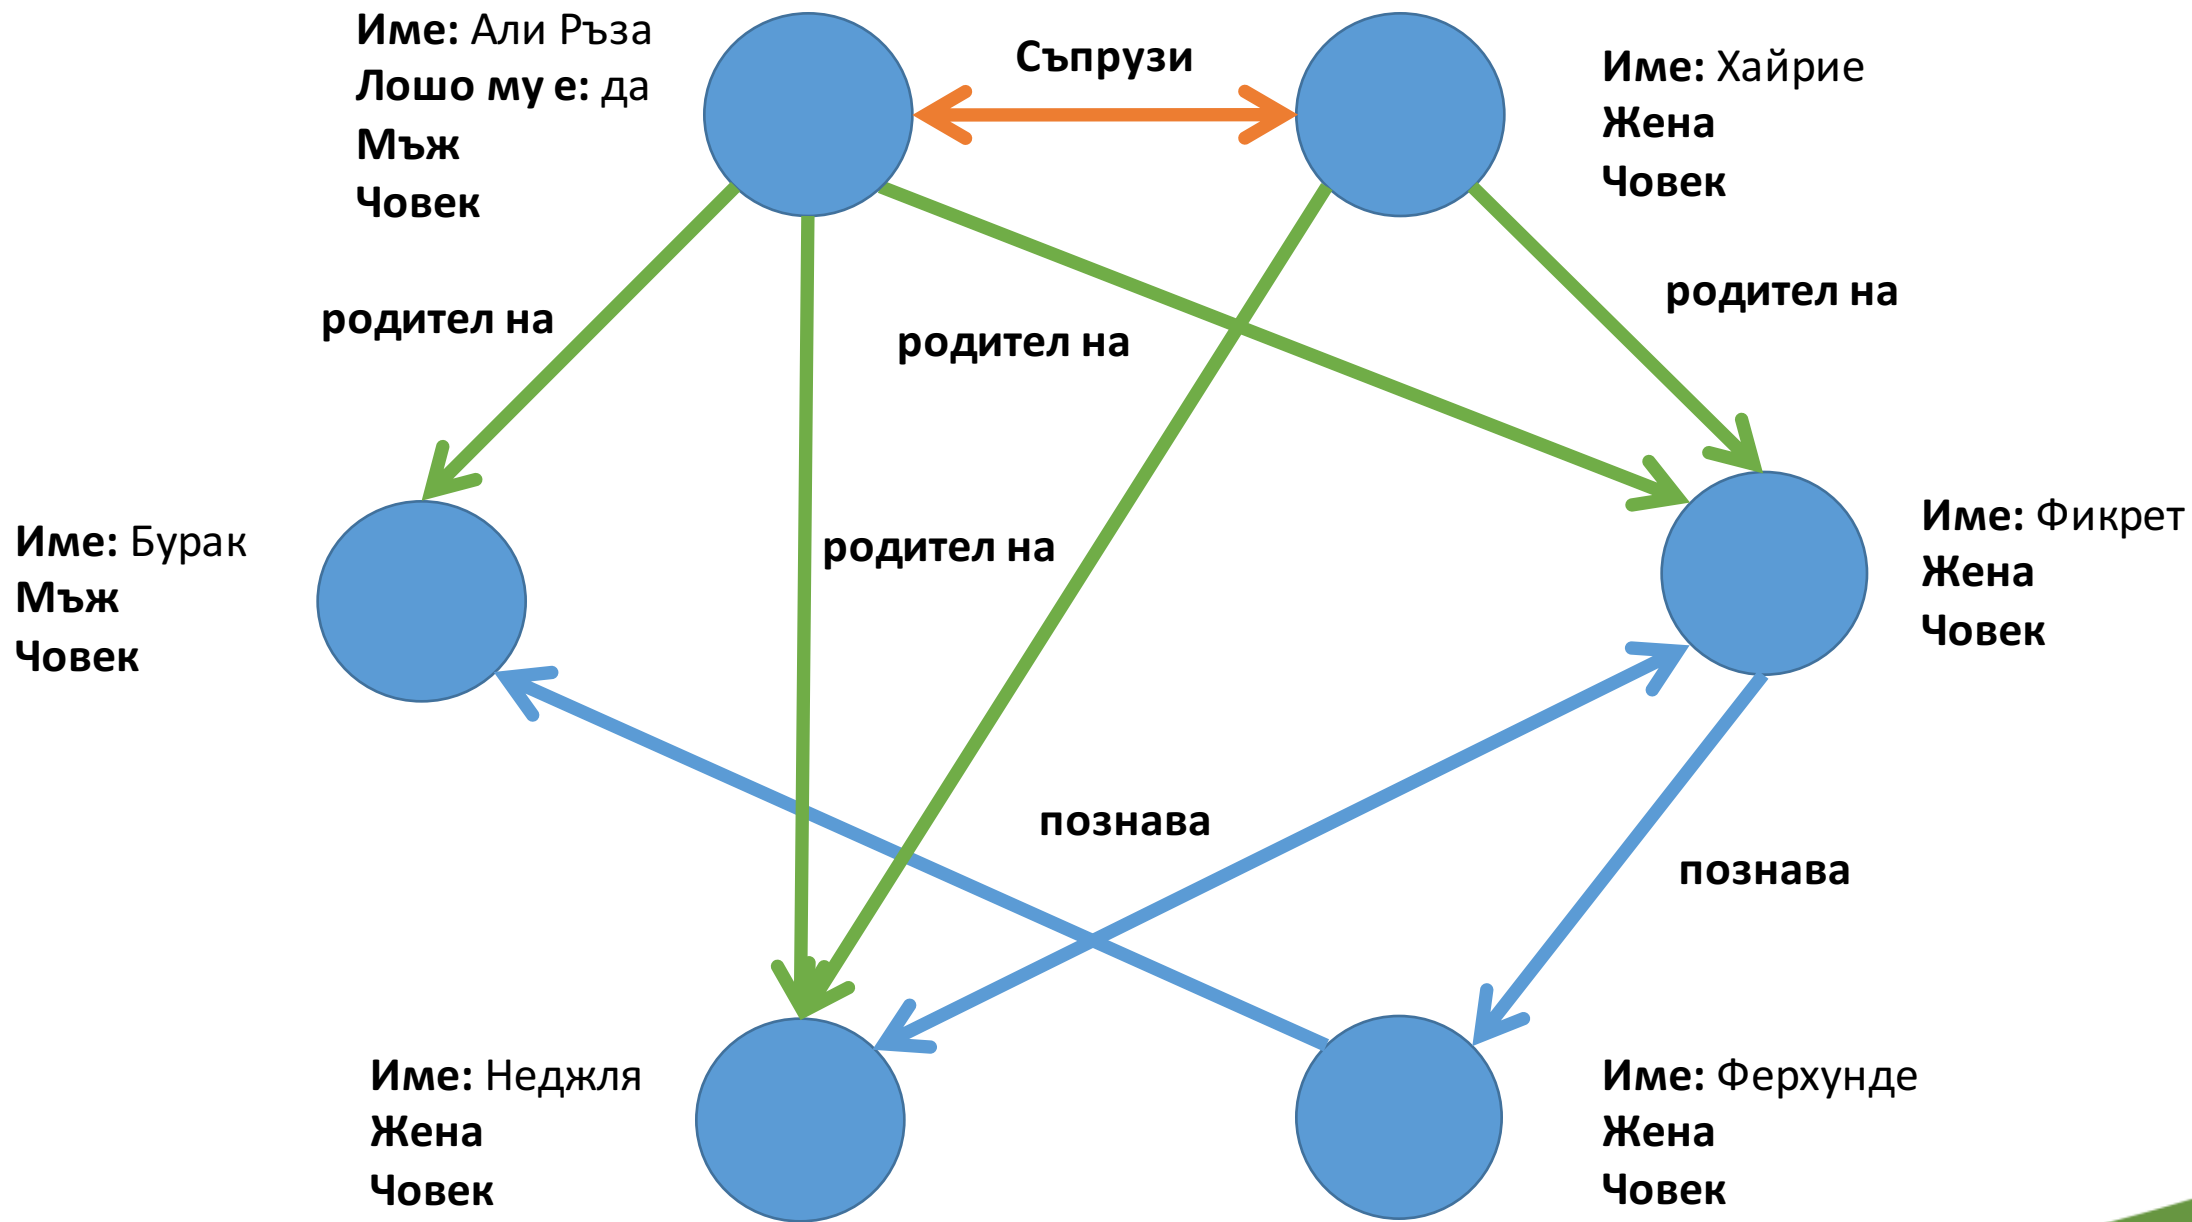 Име: Али Ръза
Лошо му е: да
Мъж
Човек
Съпрузи
Име: Хайрие
Жена
Човек
родител на
родител на
родител на
родител на
Име: Бурак
Мъж
Човек
Име: Фикрет
Жена
Човек
познава
познава
Име: Неджля
Жена
Човек
Име: Ферхунде
Жена
Човек